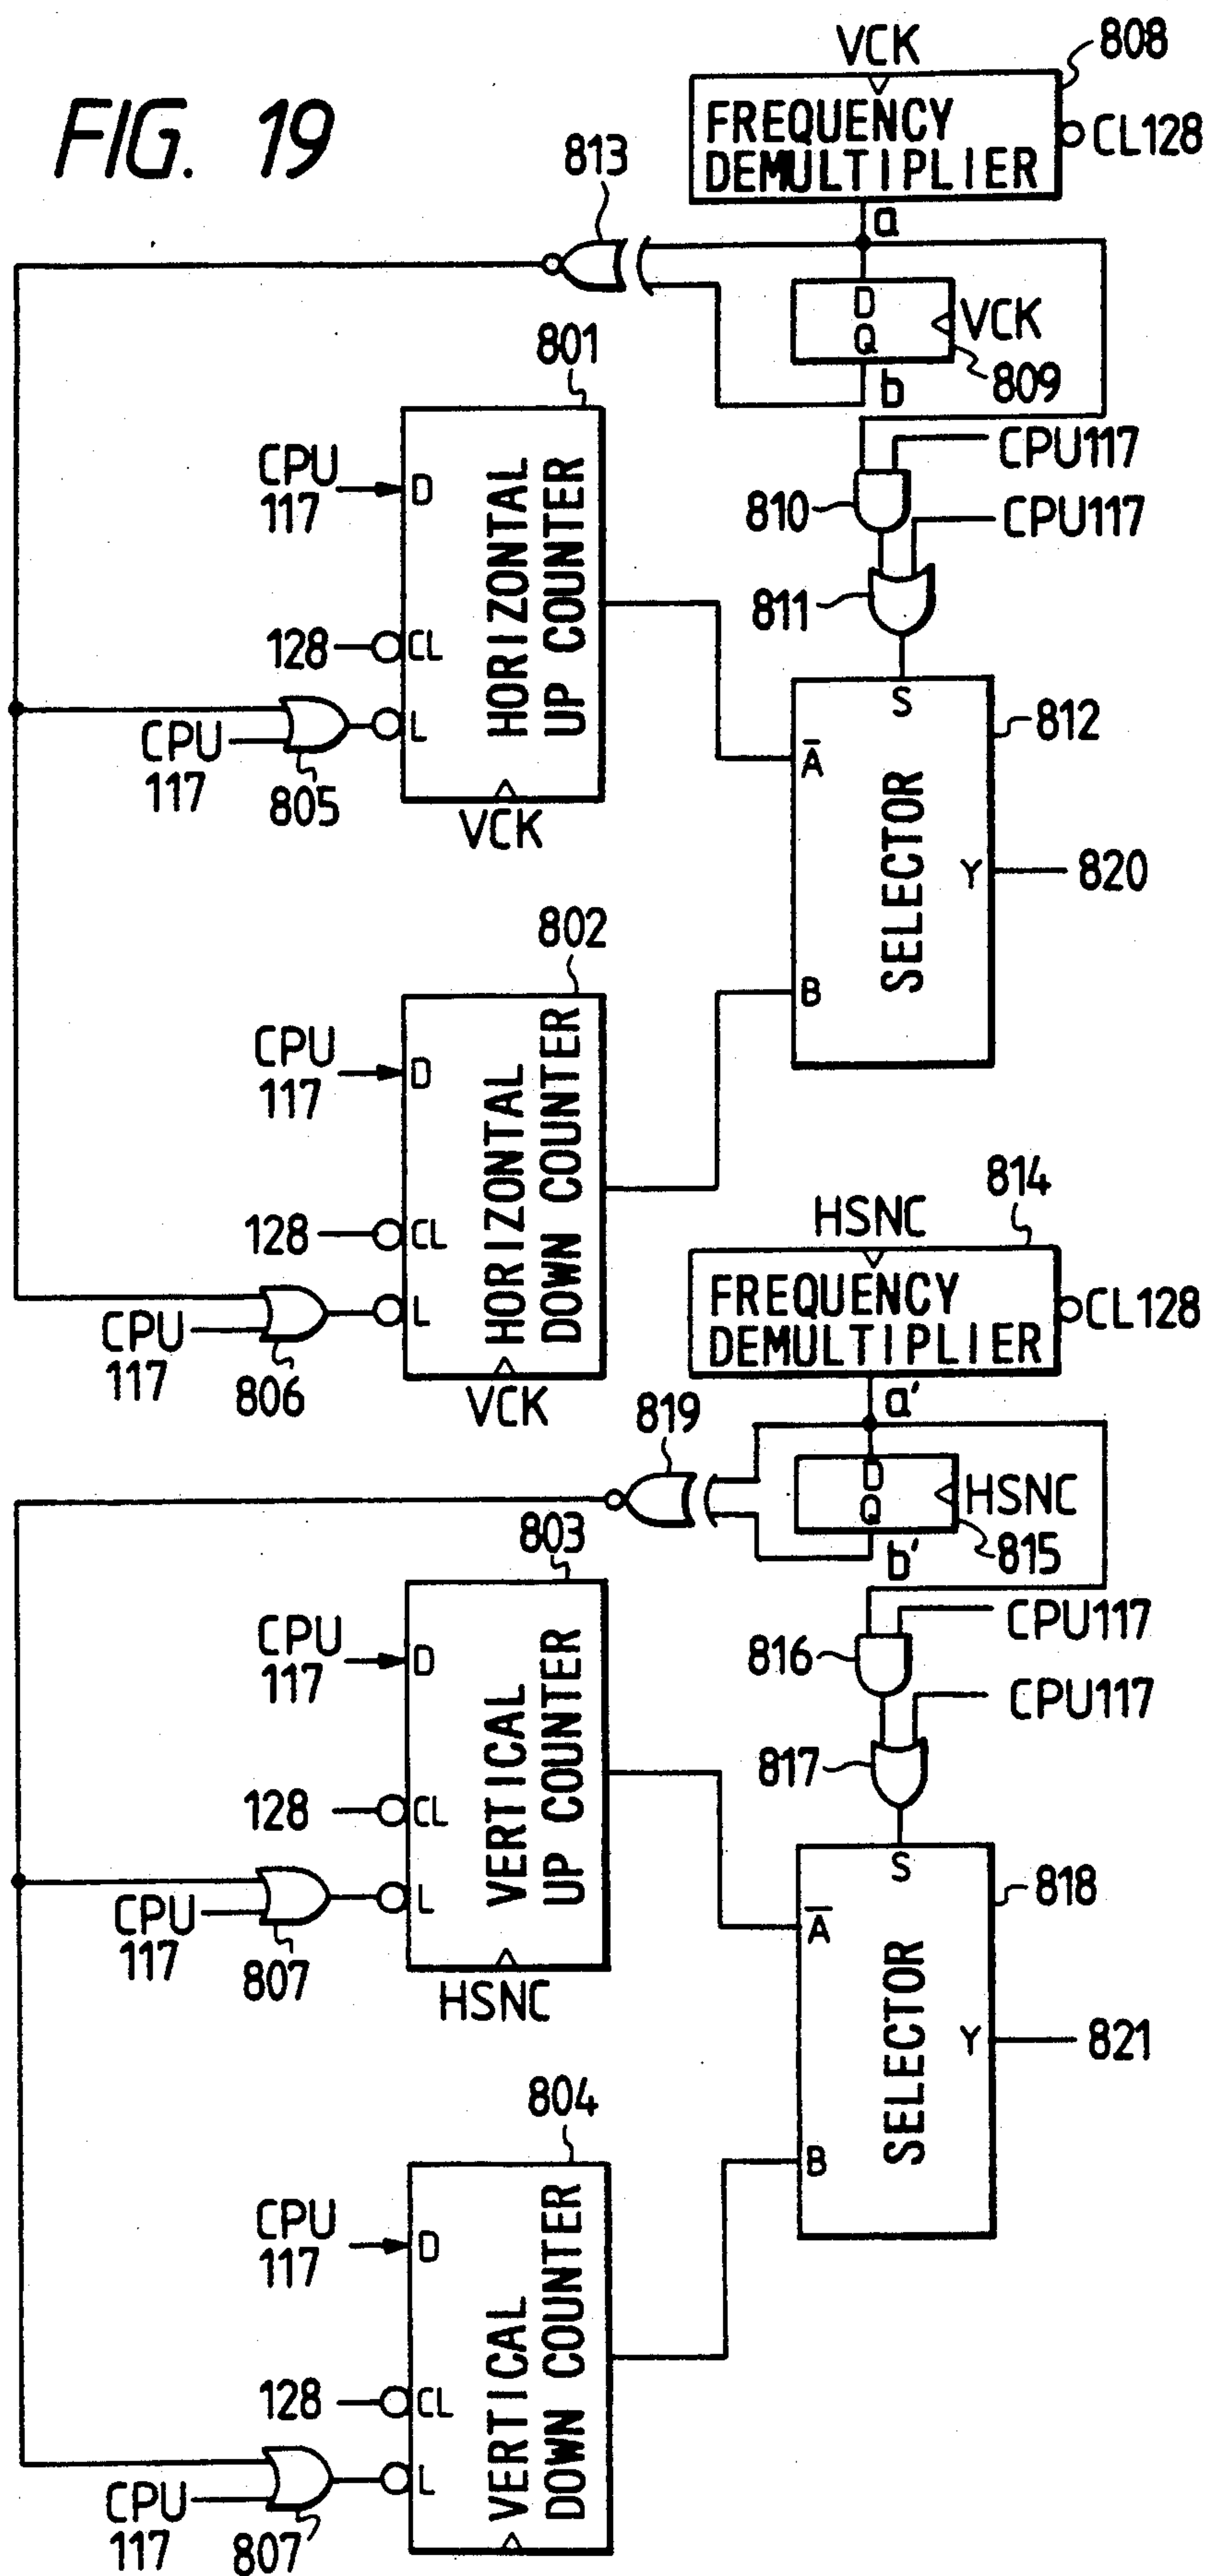 FIG. 19
VCK
808
FREQUENCY
DEMULTIPLIER
CL128
a
813
D
Q
VCK
809
b
CPU117
810
CPU117
811
801
CPU
117
D
HORIZONTAL
UP COUNTER
128
CL
L
CPU
117
805
VCK
S
812
A̅
SELECTOR
Y
820
B
802
CPU
117
D
HORIZONTAL
DOWN COUNTER
128
CL
L
CPU
117
806
VCK
814
HSNC
FREQUENCY
DEMULTIPLIER
CL128
a'
819
D
Q
HSNC
815
b'
CPU117
816
CPU117
817
803
CPU
117
D
VERTICAL
UP COUNTER
128
CL
L
CPU
117
807
HSNC
S
818
A̅
SELECTOR
Y
821
B
804
CPU
117
D
VERTICAL
DOWN COUNTER
128
CL
L
CPU
117
807